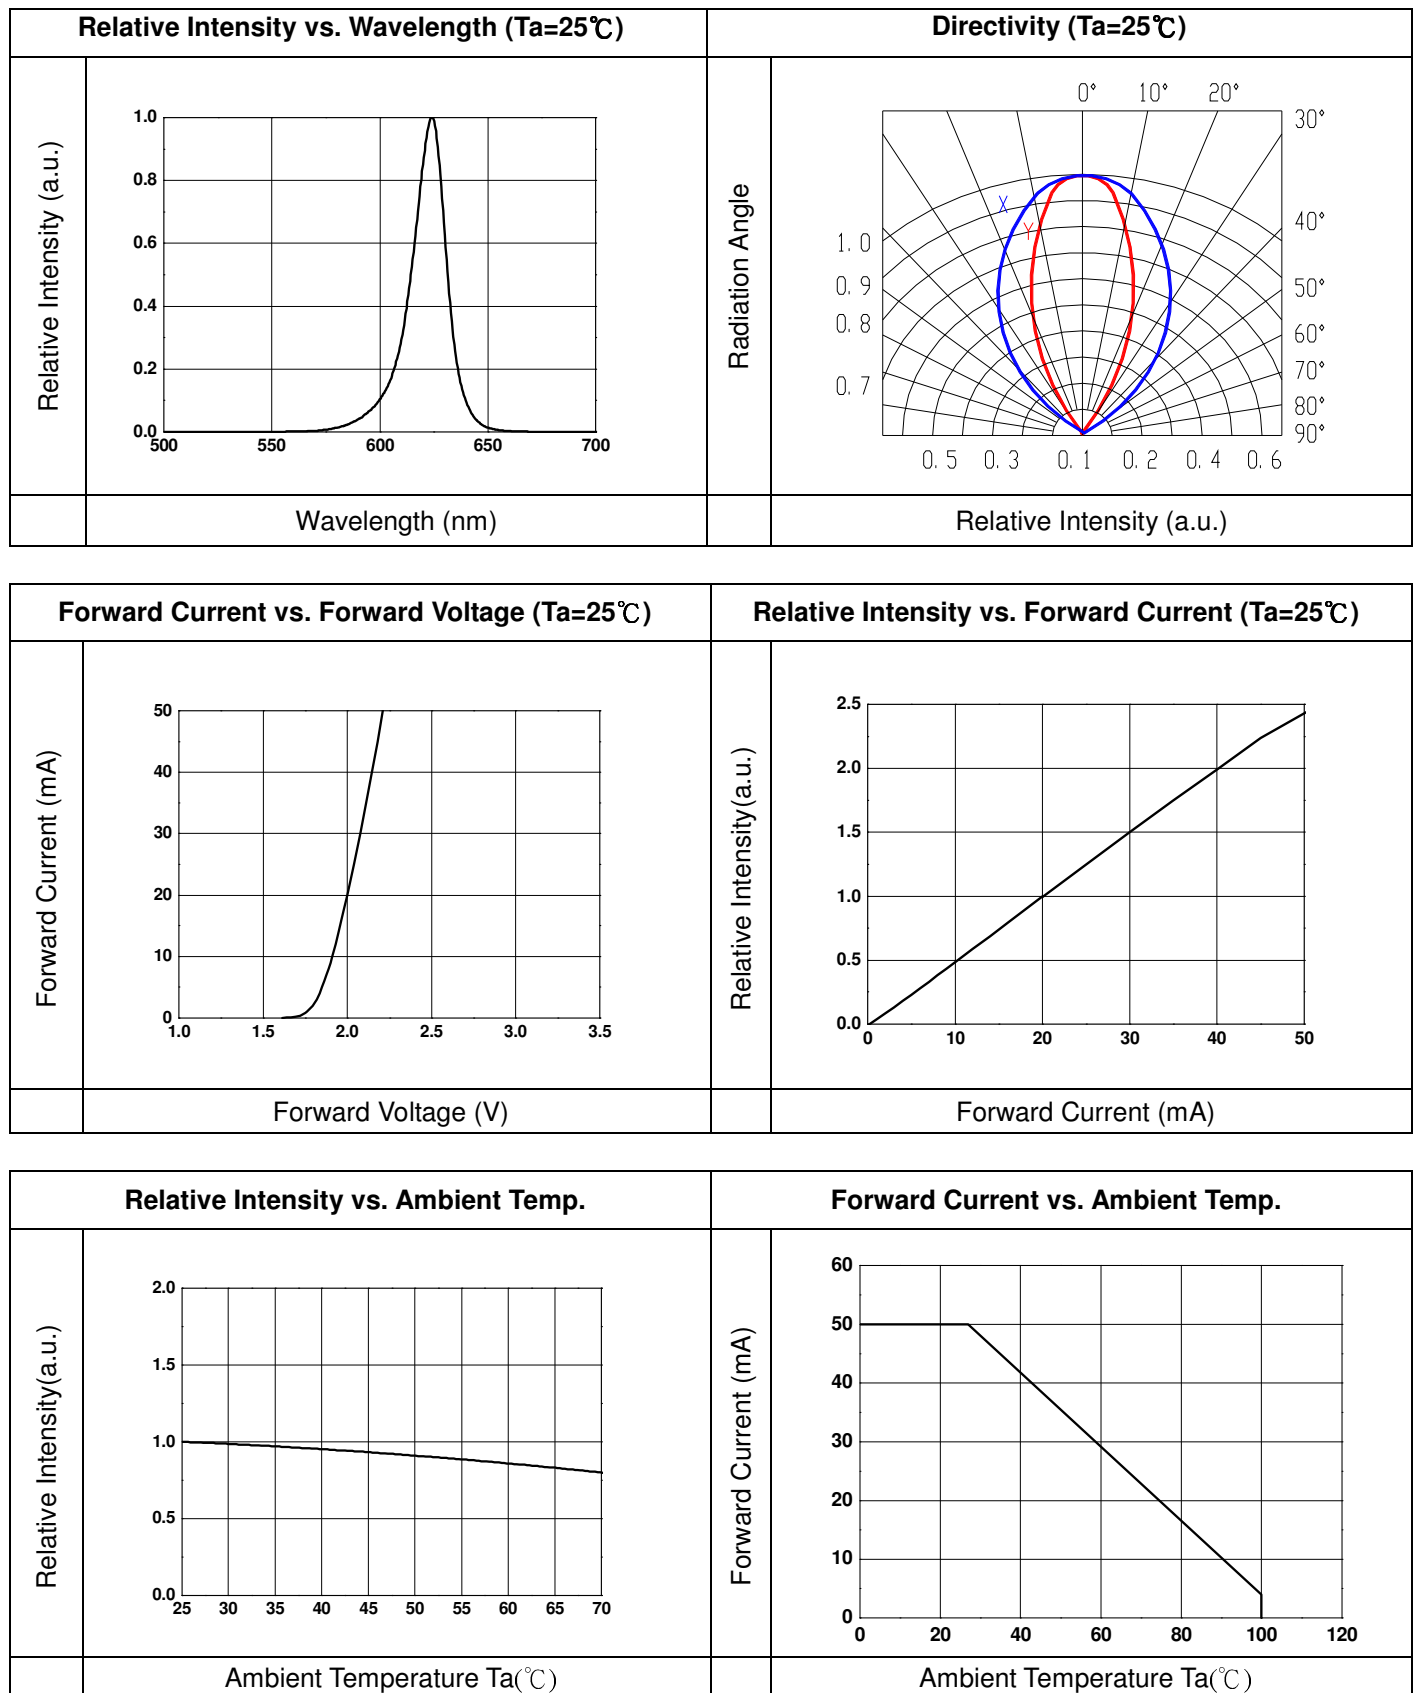 Relative Intensity vs. Wavelength (Ta=25℃)
Directivity (Ta=25℃)
Relative Intensity (a.u.)
1.0
0.8
0.6
0.4
0.2
0.0
500 550 600 650 700
Wavelength (nm)
Radiation Angle
0° 10° 20°
30°
40°
50°
60°
70°
80°
90°
X
Y
1.0
0.9
0.8
0.7
0.5 0.3 0.1 0.2 0.4 0.6
Relative Intensity (a.u.)
Forward Current vs. Forward Voltage (Ta=25℃)
Relative Intensity vs. Forward Current (Ta=25℃)
Forward Current (mA)
50
40
30
20
10
0
1.0 1.5 2.0 2.5 3.0 3.5
Forward Voltage (V)
Relative Intensity(a.u.)
2.5
2.0
1.5
1.0
0.5
0.0
0 10 20 30 40 50
Forward Current (mA)
Relative Intensity vs. Ambient Temp.
Forward Current vs. Ambient Temp.
Relative Intensity(a.u.)
2.0
1.5
1.0
0.5
0.0
25 30 35 40 45 50 55 60 65 70
Ambient Temperature Ta(℃)
Forward Current (mA)
60
50
40
30
20
10
0
0 20 40 60 80 100 120
Ambient Temperature Ta(℃)